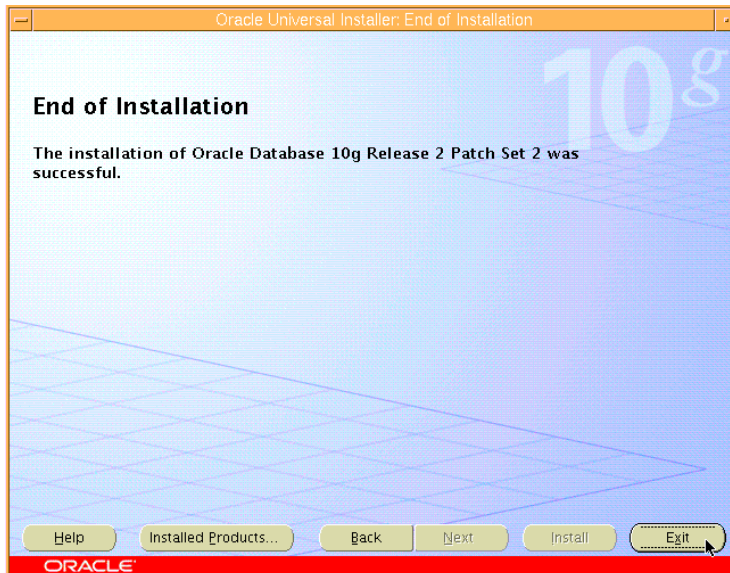 Oracle Universal Installer: End of Installation
10g
End of Installation
The installation of Oracle Database 10g Release 2 Patch Set 2 was
successful.
Help Installed Products... Back Next Install Exit
ORACLE